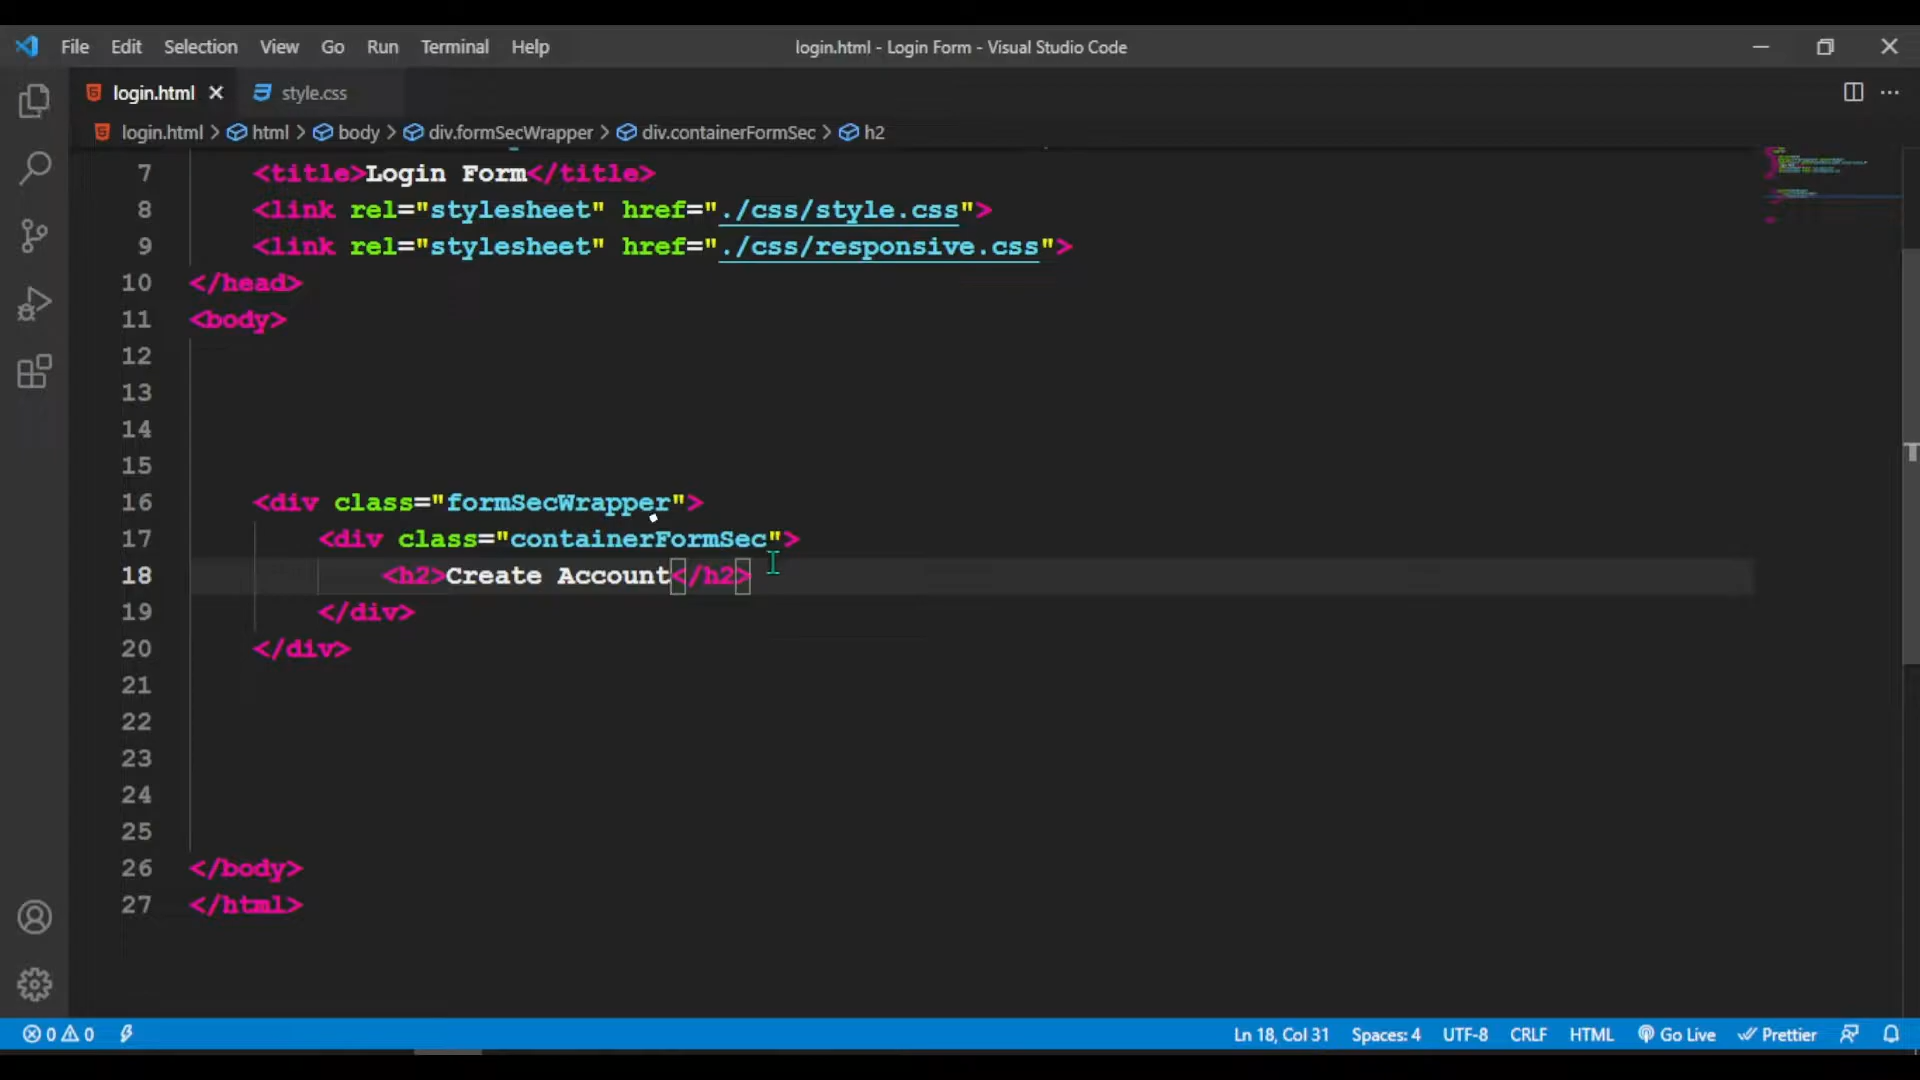 File Edit Selection View Go Run Terminal Help login.html - Login Form - Visual Studio Code
login.html style.css
login.html > html > body > div.formSecWrapper > div.containerFormSec > h2
7 <title>Login Form</title>
8 <link rel="stylesheet" href="./css/style.css">
9 <link rel="stylesheet" href="./css/responsive.css">
10 </head>
11 <body>
12
13
14
15
16 <div class="formSecWrapper">
17 <div class="containerFormSec">
18 <h2>Create Account</h2>
19 </div>
20 </div>
21
22
23
24
25
26 </body>
27 </html>
0 0 Ln 18, Col 31 Spaces: 4 UTF-8 CRLF HTML Go Live Prettier